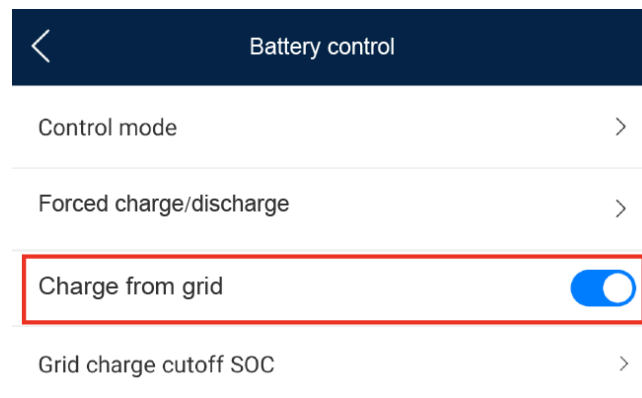 Battery control
Control mode
Forced charge/discharge
Charge from grid
Grid charge cutoff SOC